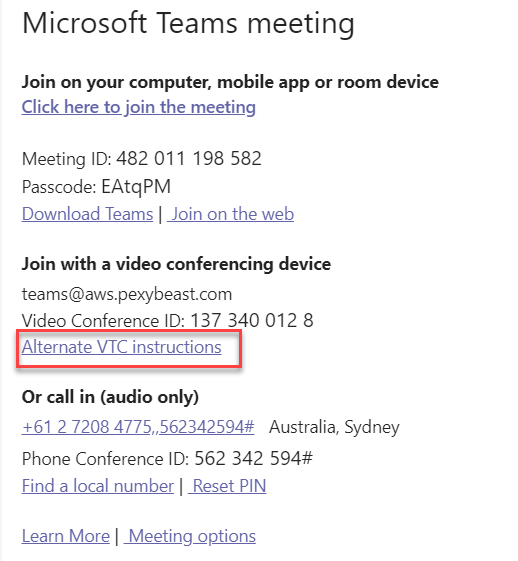 Microsoft Teams meeting
Join on your computer, mobile app or room device
Click here to join the meeting
Meeting ID: 482 011 198 582
Passcode: EAtqPM
Download Teams | Join on the web
Join with a video conferencing device
teams@aws.pexybeast.com
Video Conference ID: 137 340 012 8
Alternate VTC instructions
Or call in (audio only)
+61 2 7208 4775,,562342594# Australia, Sydney
Phone Conference ID: 562 342 594#
Find a local number | Reset PIN
Learn More | Meeting options